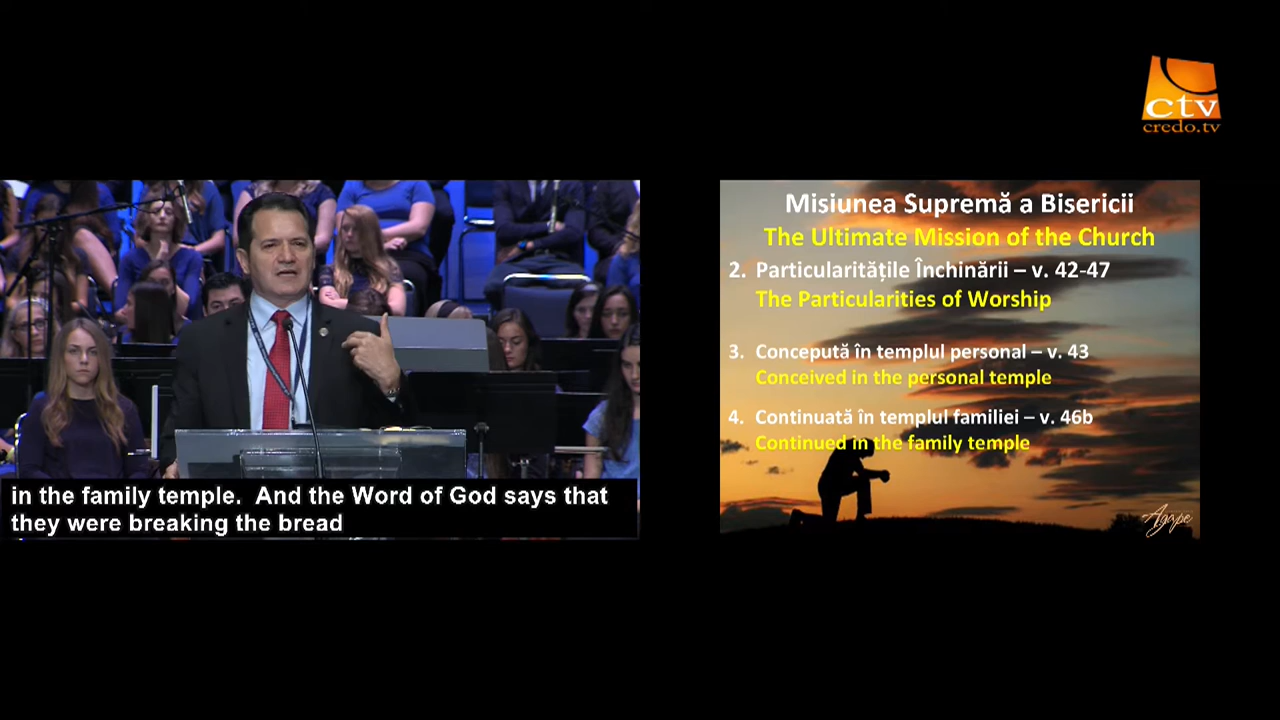 ctv
credo.tv
Misiunea Supremă a Bisericii
The Ultimate Mission of the Church
2. Particularitățile Închinării – v. 42-47
The Particularities of Worship
3. Concepută în templul personal – v. 43
Conceived in the personal temple
4. Continuată în templul familiei – v. 46b
Continued in the family temple
Agape
in the family temple.  And the Word of God says that
they were breaking the bread